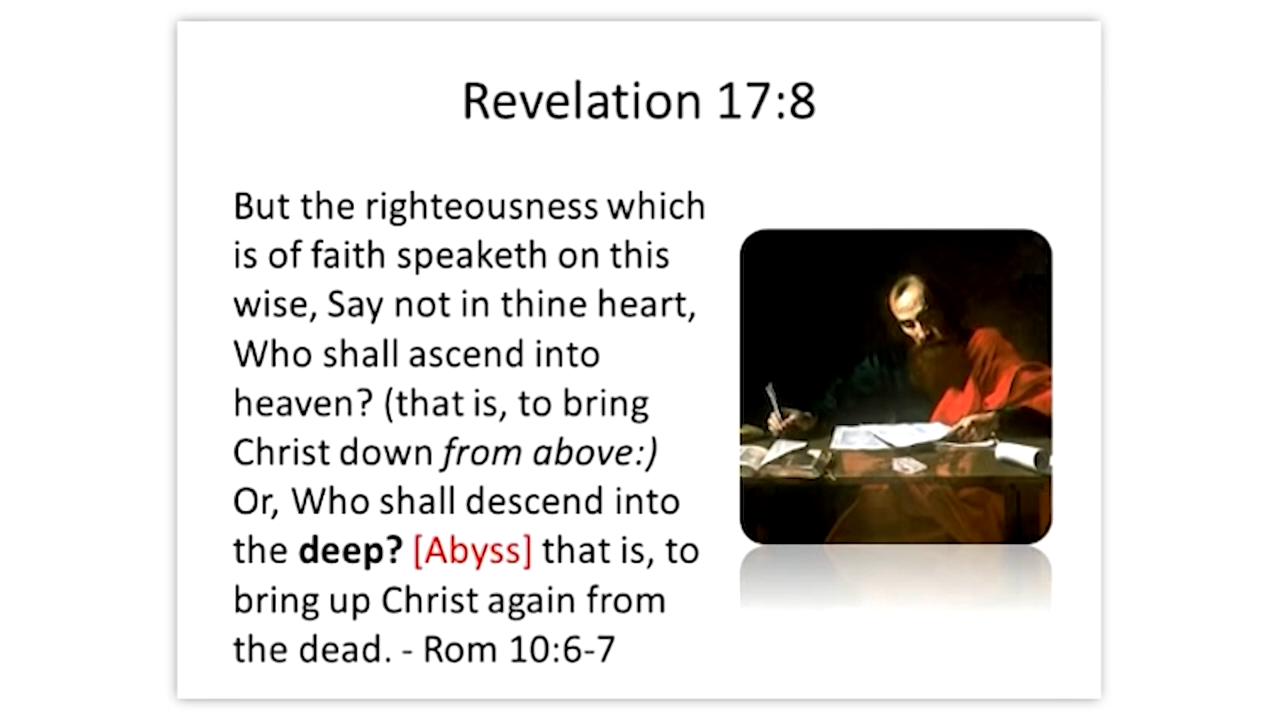 Revelation 17:8
But the righteousness which
is of faith speaketh on this
wise, Say not in thine heart,
Who shall ascend into
heaven? (that is, to bring
Christ down from above:)
Or, Who shall descend into
the deep? [Abyss] that is, to
bring up Christ again from
the dead. - Rom 10:6-7